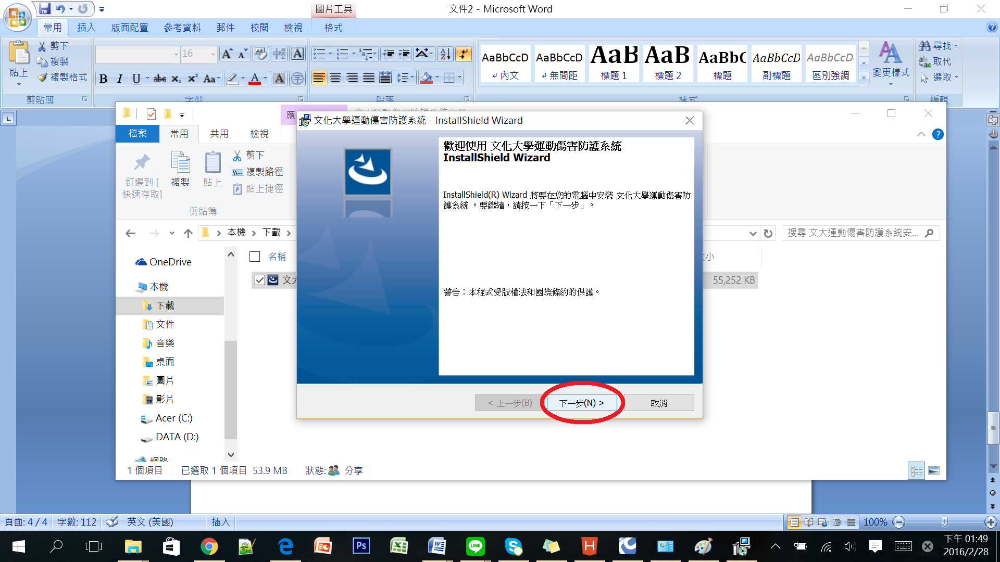 圖片工具
文件2 - Microsoft Word
常用 插入 版面配置 參考資料 郵件 校閱 檢視 格式
貼上
剪下
複製
複製格式
剪貼簿
16
字型
段落
AaBbCcD AaBbCcD AaB AaB AaBbC AaBbCcD AaBbCcD
內文 無間距 標題 1 標題 2 標題 副標題 區別強調
變更樣式
樣式
尋找
取代
選取
編輯
應
檔案 常用 共用 檢視
釘選到 [
快速存取]
複製
貼上
剪下
複製路徑
貼上捷徑
剪貼簿
本機 下載
搜尋 文大運動傷害防護系統安...
OneDrive
本機
下載
文件
音樂
桌面
圖片
影片
Acer (C:)
DATA (D:)
網路
名稱
大小
文大
55,252 KB
1 個項目 已選取 1 個項目 53.9 MB 狀態: 分享
文化大學運動傷害防護系統 - InstallShield Wizard
歡迎使用 文化大學運動傷害防護系統
InstallShield Wizard
InstallShield(R) Wizard 將要在您的電腦中安裝 文化大學運動傷害防
護系統 。要繼續，請按一下「下一步」。
警告：本程式受版權法和國際條約的保護。
< 上一步(B) 下一步(N) > 取消
頁面: 4 / 4 字數: 112 英文 (美國) 插入 100%
下午 01:49
2016/2/28